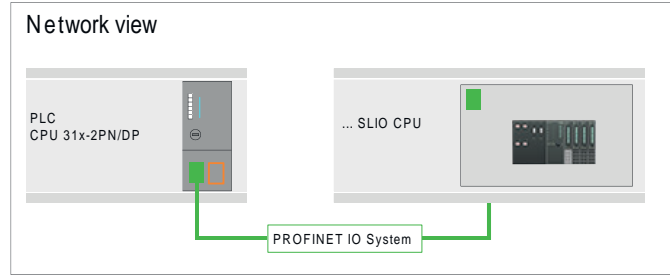 Network view
PLC
CPU 31x-2PN/DP
... SLIO CPU
PROFINET IO System